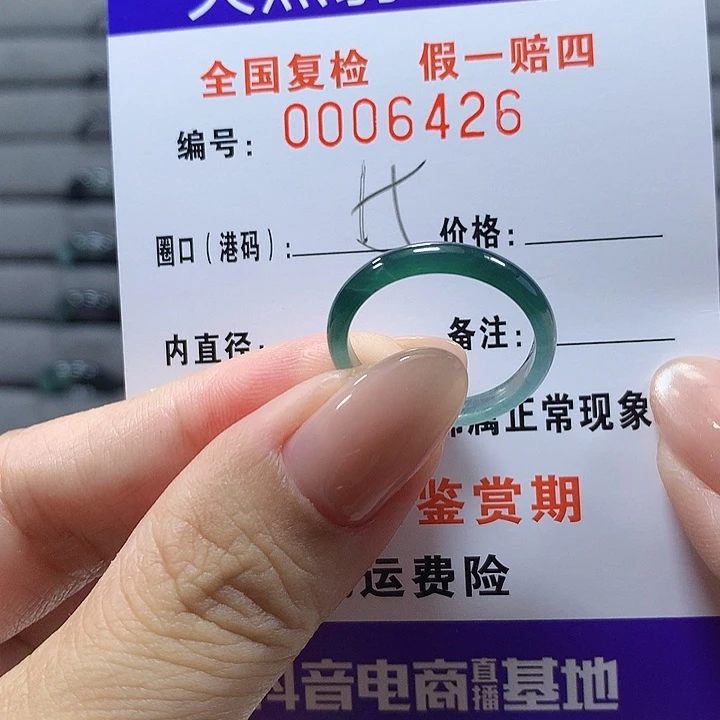 全国复检 假一赔四
编号: 0006426
圈口(港码): 价格:
内直径: 备注:
属正常现象
鉴赏期
运费险
抖音电商直播基地